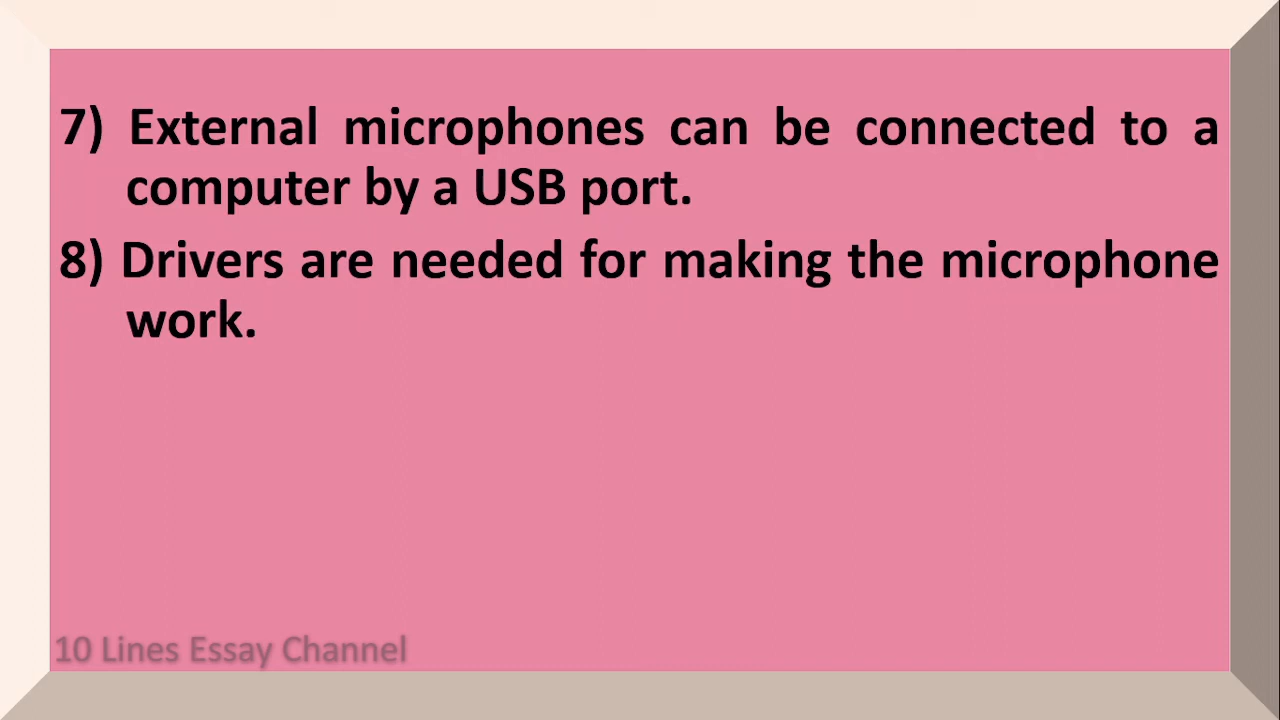 7) External microphones can be connected to a
computer by a USB port.
8) Drivers are needed for making the microphone
work.
10 Lines Essay Channel